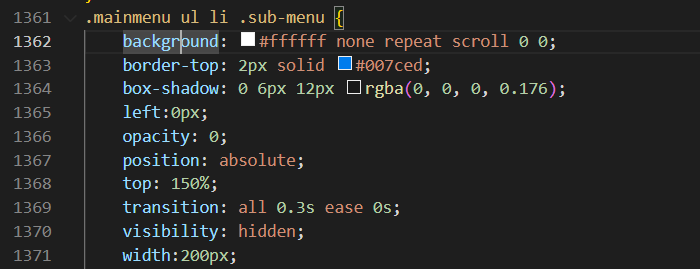 1361 .mainmenu ul li .sub-menu {
1362 background: #ffffff none repeat scroll 0 0;
1363 border-top: 2px solid #007ced;
1364 box-shadow: 0 6px 12px rgba(0, 0, 0, 0.176);
1365 left:0px;
1366 opacity: 0;
1367 position: absolute;
1368 top: 150%;
1369 transition: all 0.3s ease 0s;
1370 visibility: hidden;
1371 width:200px;